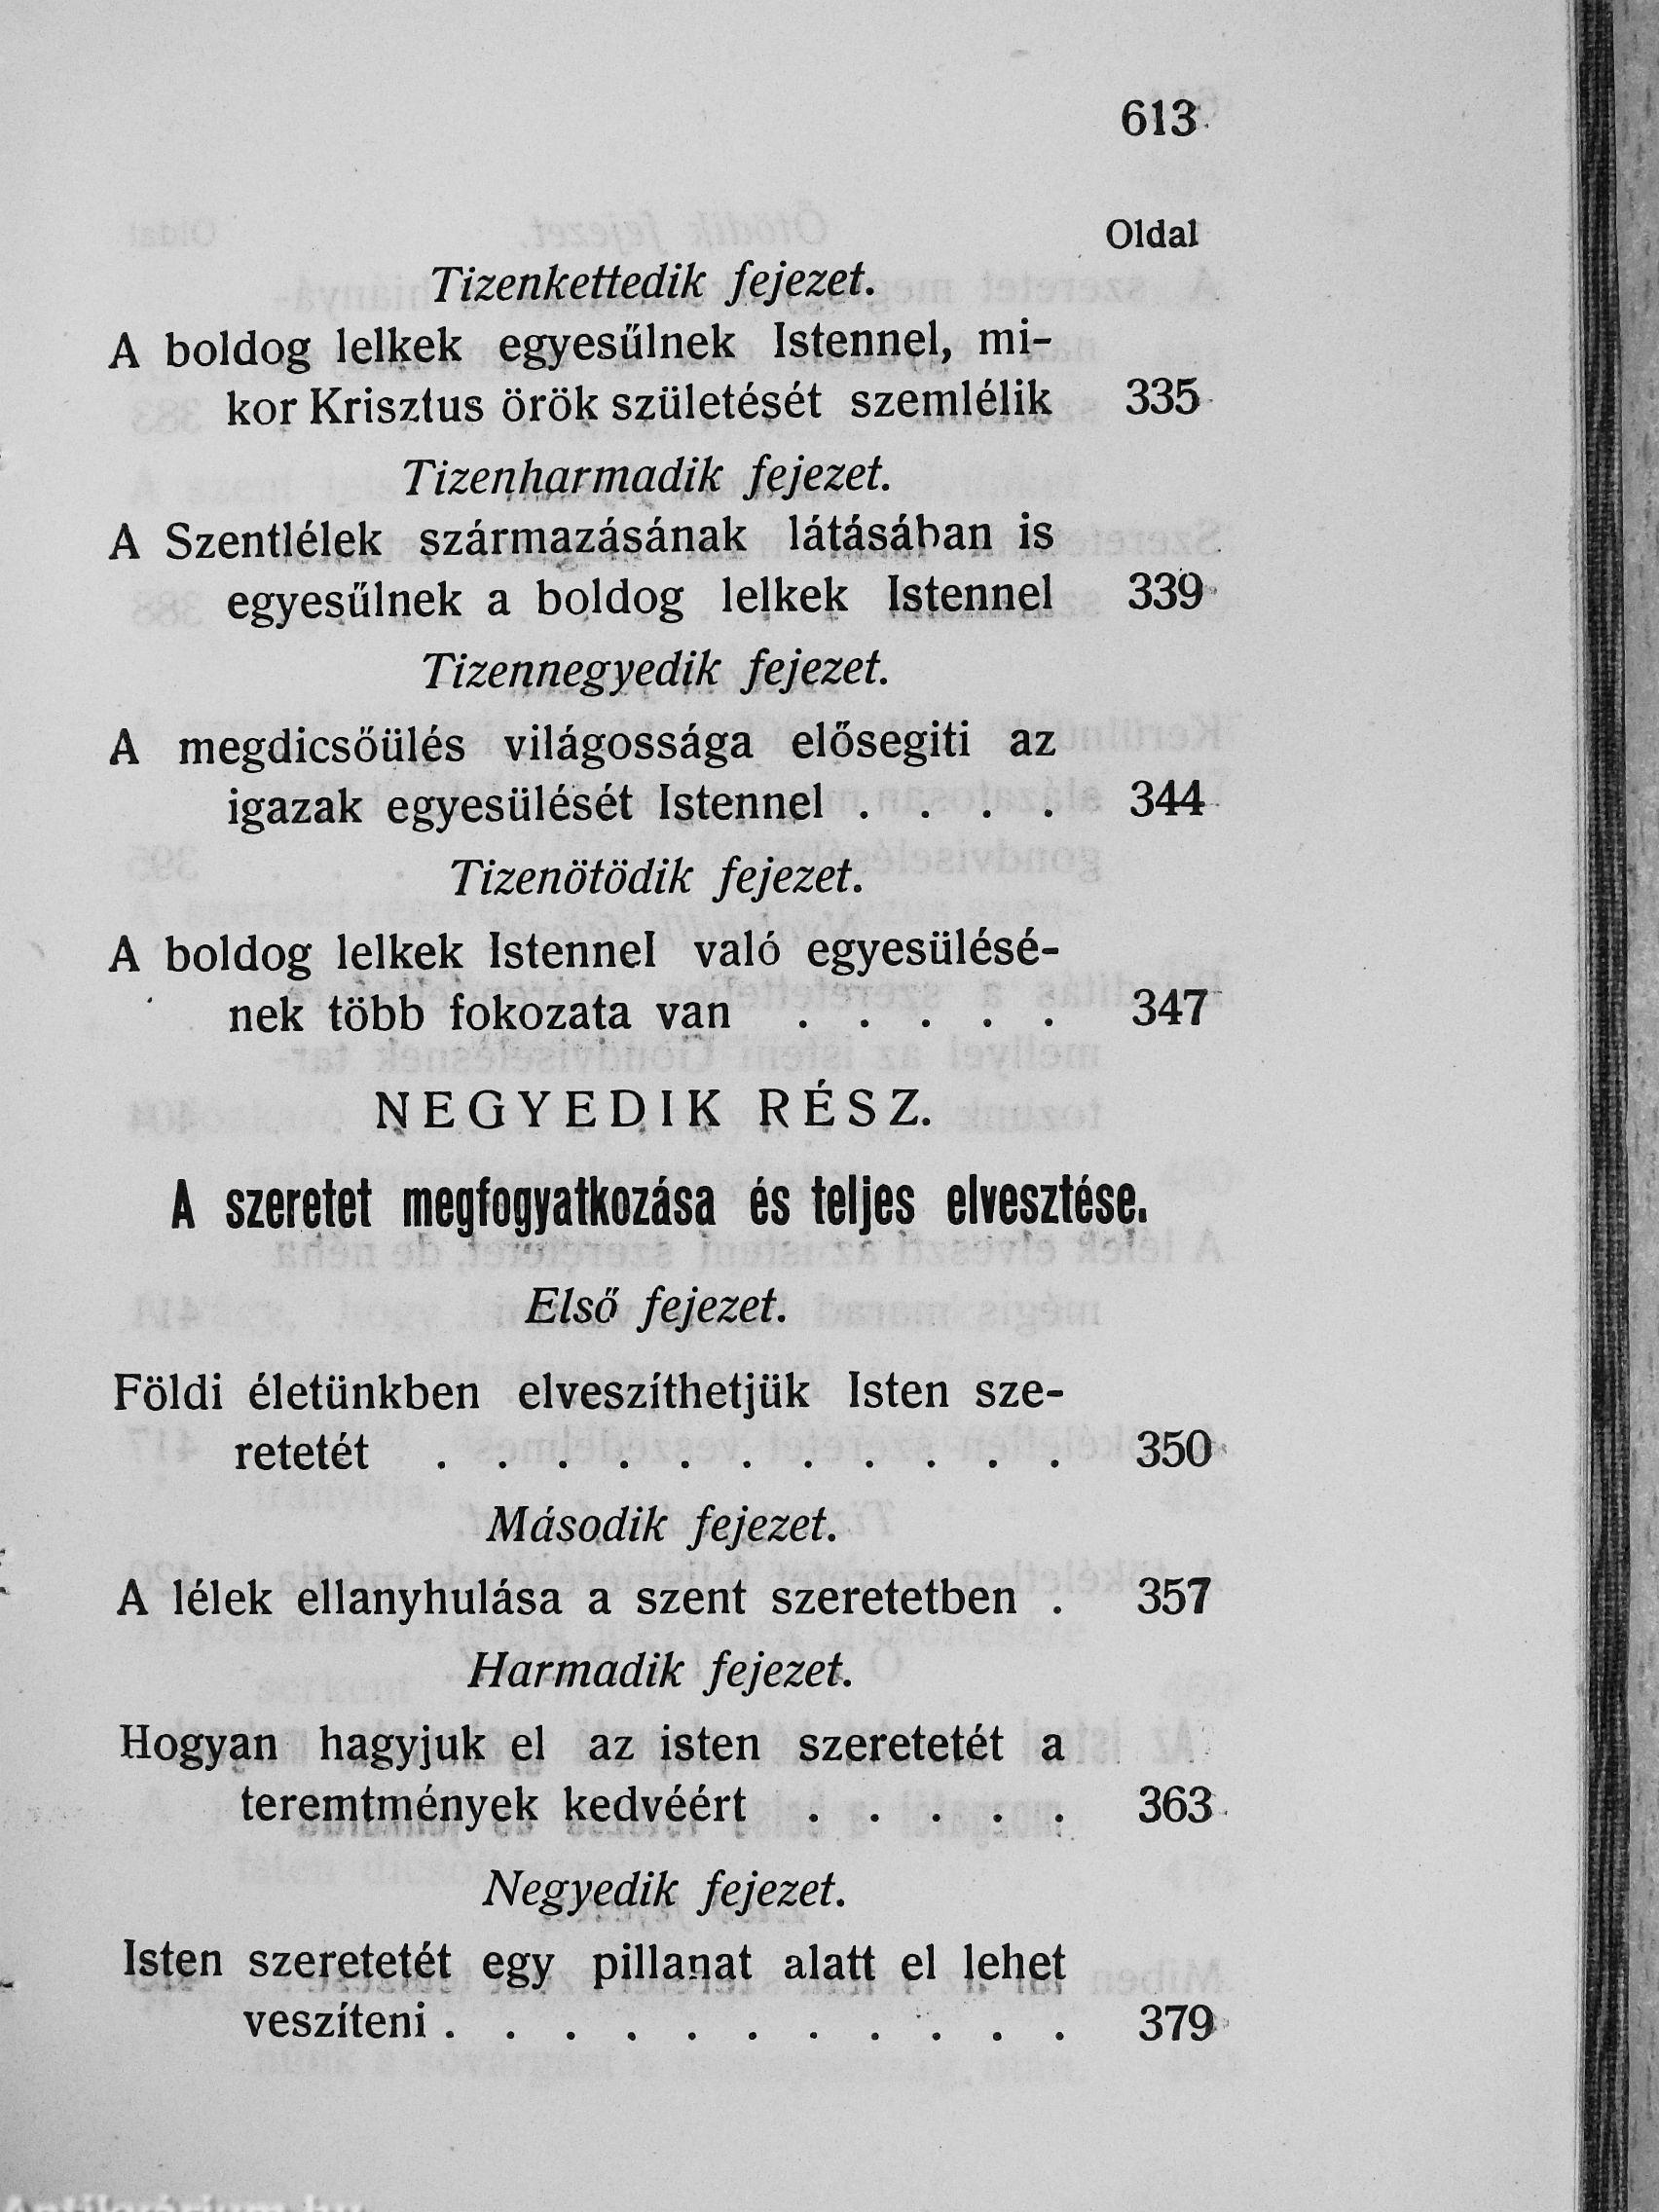 613
Oldal
Tizenkettedik fejezet.
A boldog lelkek egyesűlnek Istennel, mi-
kor Krisztus örök születését szemlélik 335
Tizenharmadik fejezet.
A Szentlélek származásának látásában is
egyesűlnek a boldog lelkek Istennel 339
Tizennegyedik fejezet.
A megdicsőülés világossága elősegiti az
igazak egyesülését Istennel . . . . 344
Tizenötödik fejezet.
A boldog lelkek Istennel való egyesülésé-
nek több fokozata van . . . . . 347
NEGYEDIK RÉSZ.
A szeretet megfogyatkozása és teljes elvesztése.
Első fejezet.
Földi életünkben elveszíthetjük Isten sze-
retetét . . . . . . . . . . . 350
Második fejezet.
A lélek ellanyhulása a szent szeretetben . 357
Harmadik fejezet.
Hogyan hagyjuk el az isten szeretetét a
teremtmények kedvéért . . . . . 363
Negyedik fejezet.
Isten szeretetét egy pillanat alatt el lehet
veszíteni . . . . . . . . . . . 379